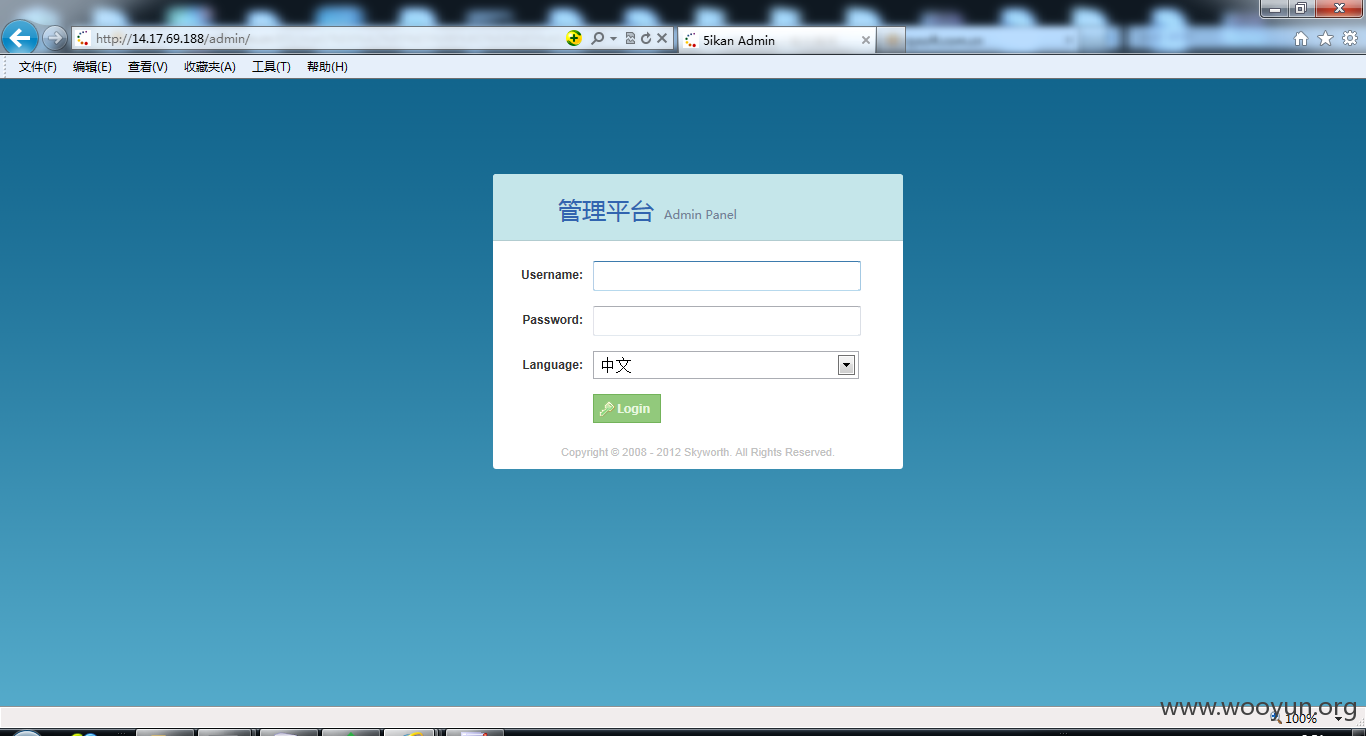 http://14.17.69.188/admin/
5ikan Admin
文件(F) 编辑(E) 查看(V) 收藏夹(A) 工具(T) 帮助(H)
管理平台 Admin Panel
Username:
Password:
Language: 中文
Login
Copyright © 2008 - 2012 Skyworth. All Rights Reserved.
www.wooyun.org
100%